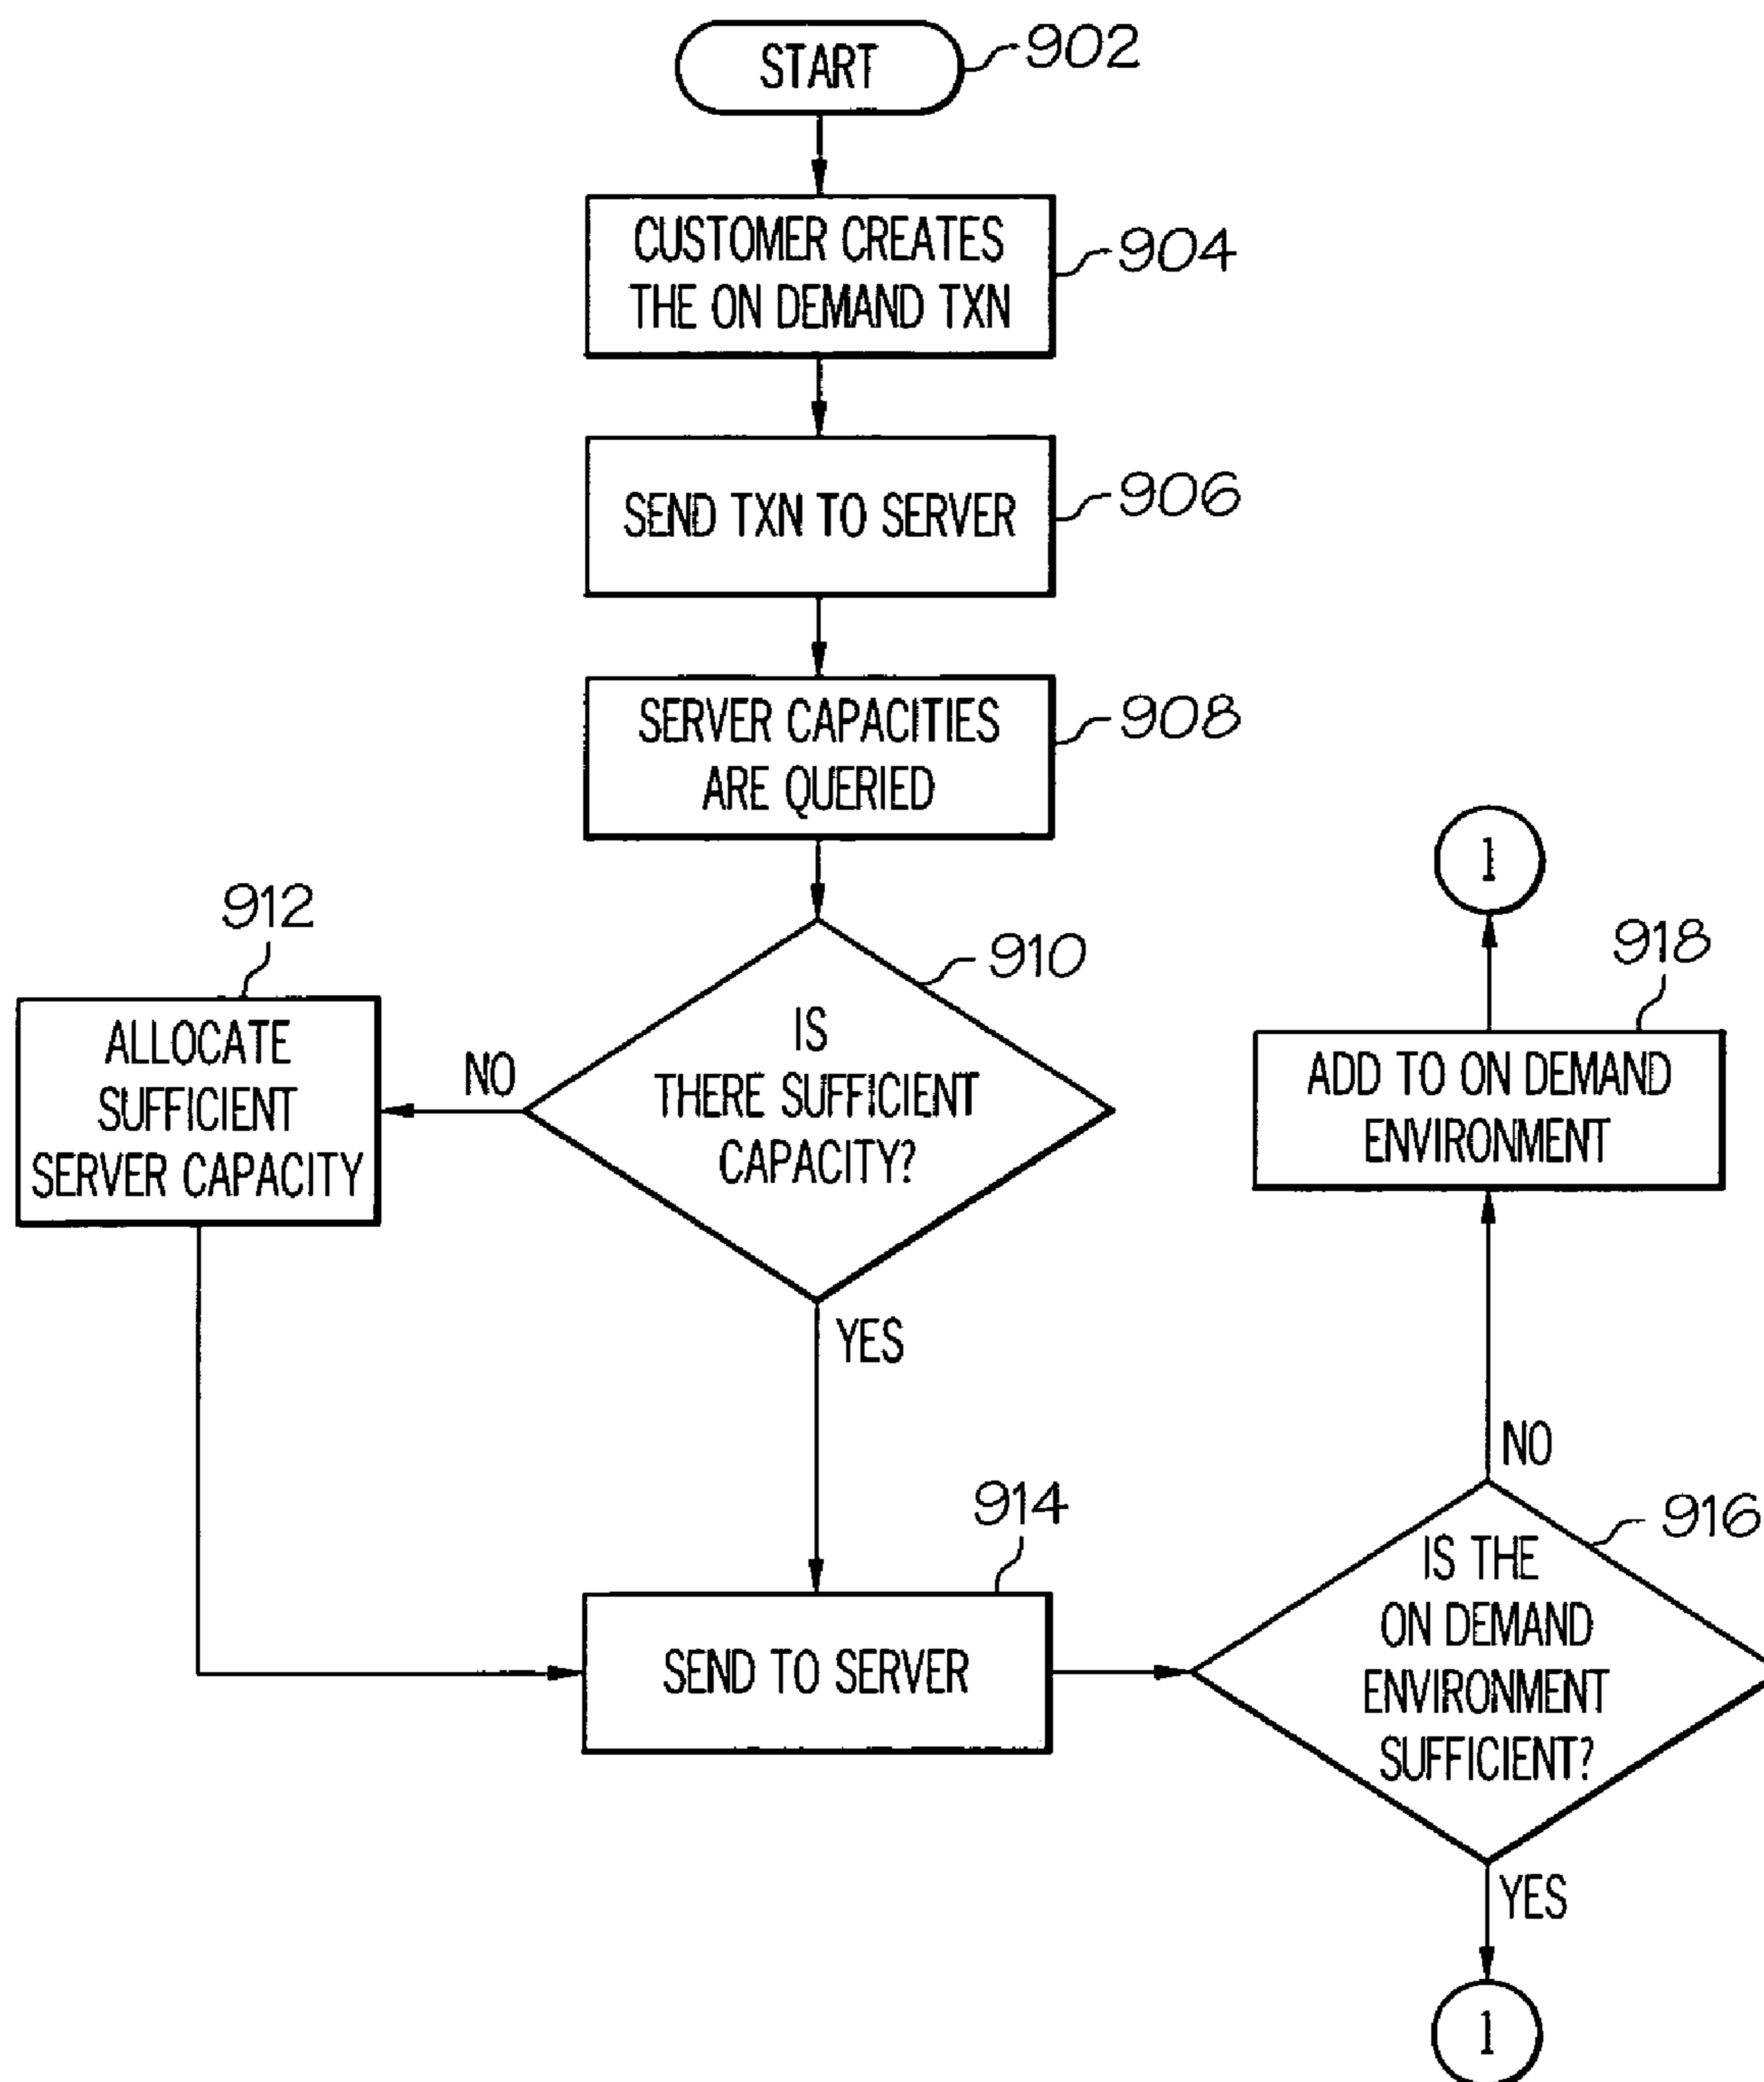 START
902
CUSTOMER CREATES
THE ON DEMAND TXN
904
SEND TXN TO SERVER
906
SERVER CAPACITIES
ARE QUERIED
908
912
ALLOCATE
SUFFICIENT
SERVER CAPACITY
NO
910
IS
THERE SUFFICIENT
CAPACITY?
YES
1
918
ADD TO ON DEMAND
ENVIRONMENT
NO
914
SEND TO SERVER
916
IS THE
ON DEMAND
ENVIRONMENT
SUFFICIENT?
YES
1